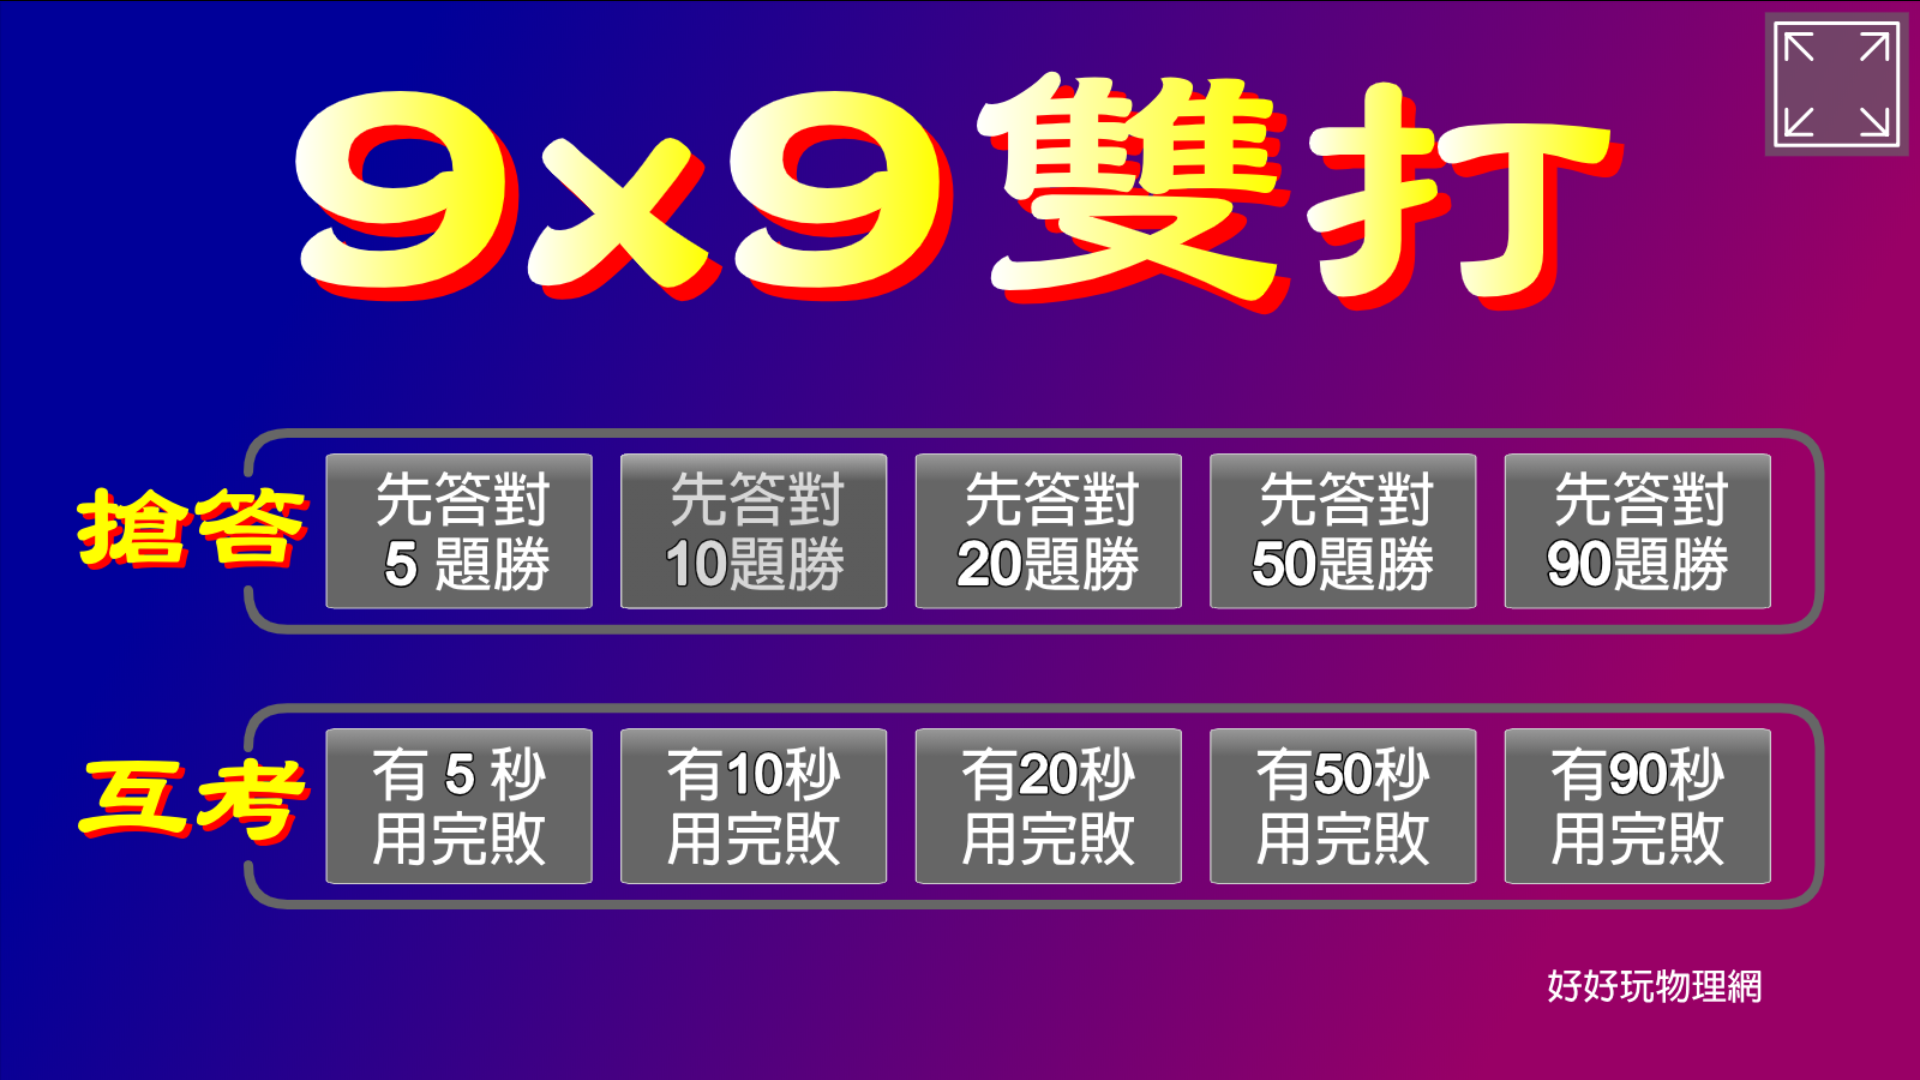 9x9雙打
搶答
先答對
5 題勝
先答對
10題勝
先答對
20題勝
先答對
50題勝
先答對
90題勝
互考
有 5 秒
用完敗
有10秒
用完敗
有20秒
用完敗
有50秒
用完敗
有90秒
用完敗
好好玩物理網